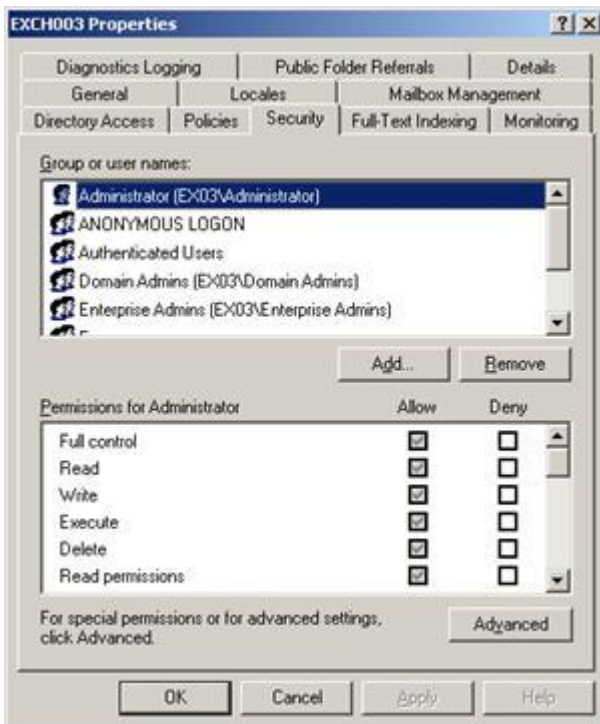 EXCH003 Properties
Diagnostics Logging Public Folder Referrals Details
General Locales Mailbox Management
Directory Access Policies Security Full-Text Indexing Monitoring
Group or user names:
Administrator (EX03\Administrator)
ANONYMOUS LOGON
Authenticated Users
Domain Admins (EX03\Domain Admins)
Enterprise Admins (EX03\Enterprise Admins)
Add... Remove
Permissions for Administrator Allow Deny
Full control
Read
Write
Execute
Delete
Read permissions
For special permissions or for advanced settings,
click Advanced.
Advanced
OK Cancel Apply Help